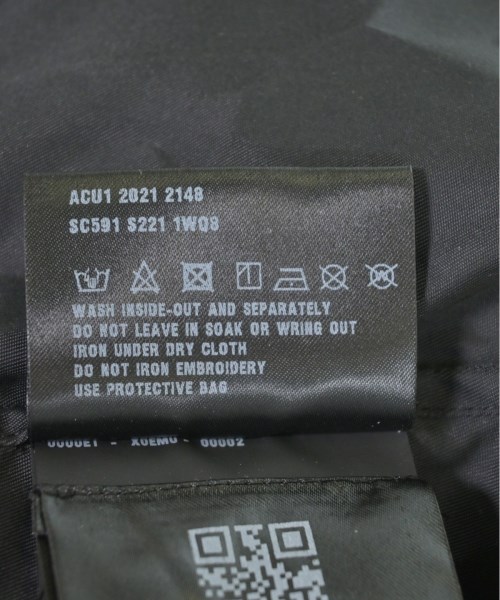 ACU1 2021 2148
SC591 S221 1WQ8
WASH INSIDE-OUT AND SEPARATELY
DO NOT LEAVE IN SOAK OR WRING OUT
IRON UNDER DRY CLOTH
DO NOT IRON EMBROIDERY
USE PROTECTIVE BAG
- 00002